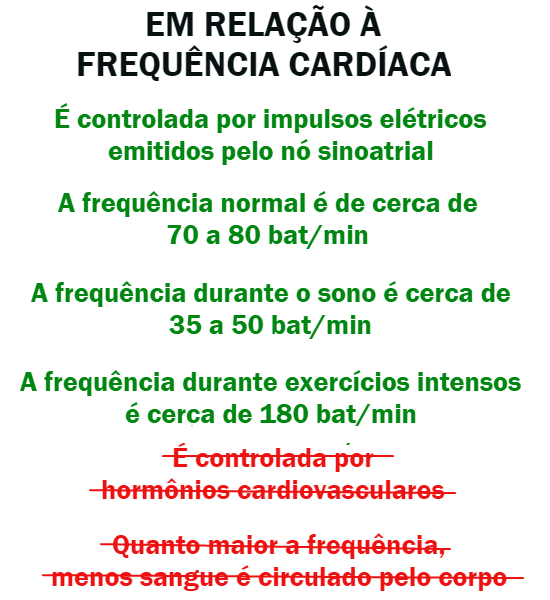 EM RELAÇÃO À
FREQUÊNCIA CARDÍACA
É controlada por impulsos elétricos
emitidos pelo nó sinoatrial
A frequência normal é de cerca de
70 a 80 bat/min
A frequência durante o sono é cerca de
35 a 50 bat/min
A frequência durante exercícios intensos
é cerca de 180 bat/min
É controlada por
hormônios cardiovasculares
Quanto maior a frequência,
menos sangue é circulado pelo corpo